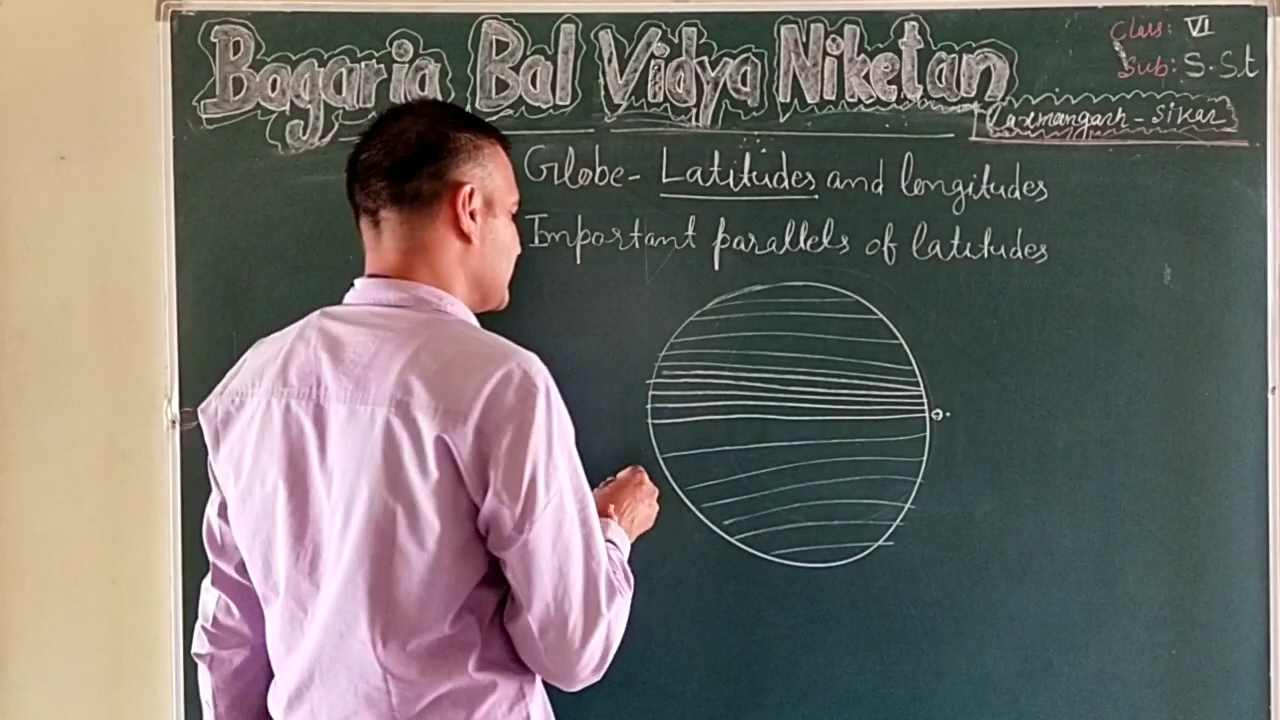 Bagaria Bal Vidya Niketan
Class: VI
Sub: S.St
Laxmangarh - Sikar
Globe- Latitudes and longitudes
Important parallels of latitudes
0°